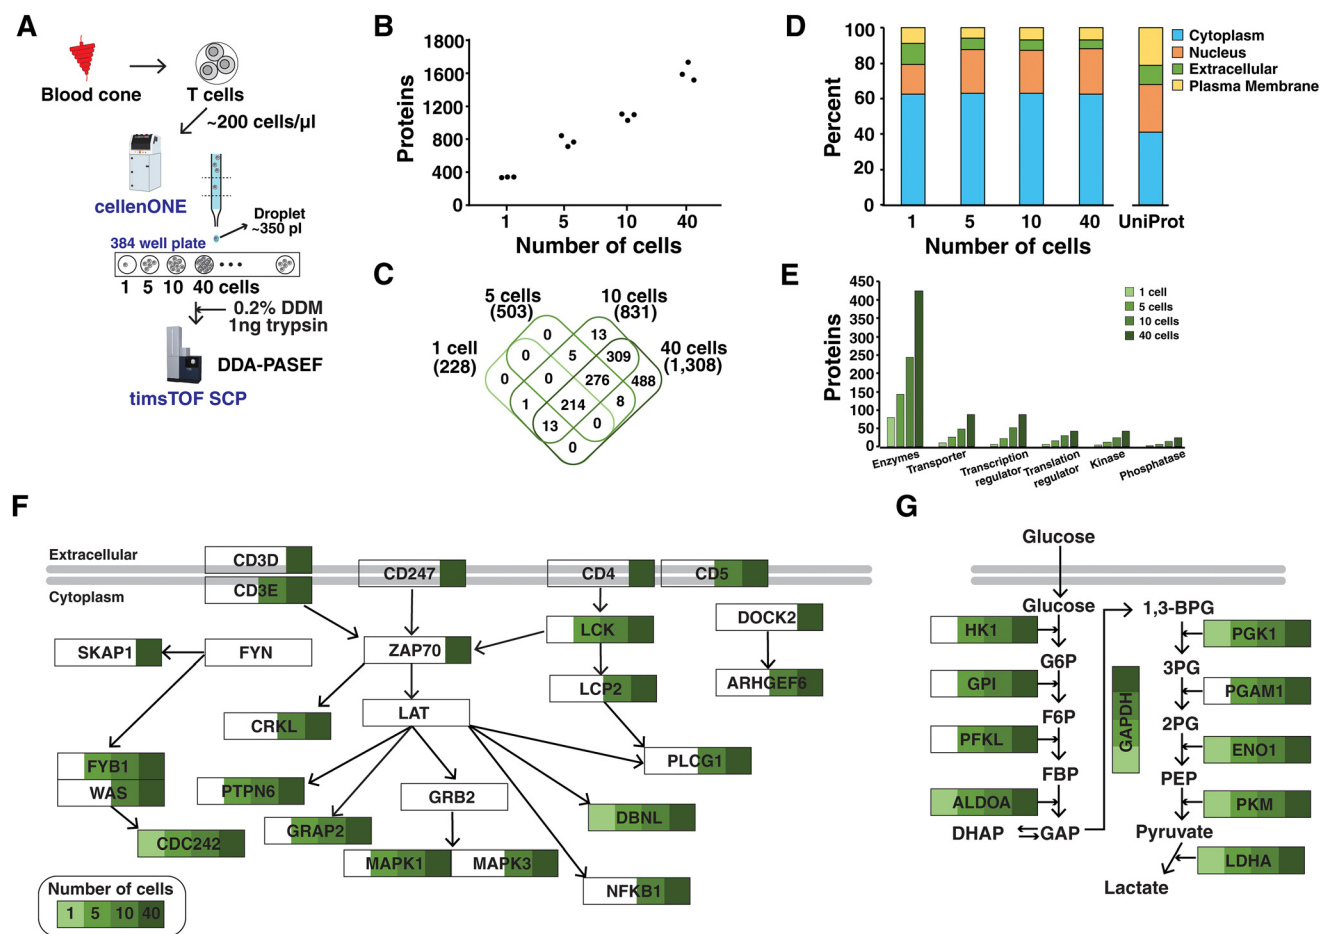 A
Blood cone
T cells
~200 cells/µl
cellenONE
Droplet
~350 pl
384 well plate
1 5 10 40 cells
0.2% DDM
1ng trypsin
DDA-PASEF
timsTOF SCP
B
Proteins
1800
1600
1200
800
400
0
1 5 10 40
Number of cells
C
5 cells
(503)
10 cells
(831)
1 cell
(228)
40 cells
(1,308)
0 13
0 5 309
0 0 276 488
1 214 8
13 0
0
D
Percent
100
80
60
40
20
0
1 5 10 40 UniProt
Number of cells
Cytoplasm
Nucleus
Extracellular
Plasma Membrane
E
Proteins
450
400
350
300
250
200
150
100
50
0
Enzymes
Transporter
Transcription
regulator
Translation
regulator
Kinase
Phosphatase
1 cell
5 cells
10 cells
40 cells
F
Extracellular
Cytoplasm
CD3D
CD3E
CD247
CD4
CD5
SKAP1
FYN
ZAP70
LCK
DOCK2
LCP2
ARHGEF6
CRKL
LAT
FYB1
WAS
PTPN6
GRB2
PLCG1
CDC242
GRAP2
DBNL
MAPK1
MAPK3
NFKB1
Number of cells
1 5 10 40
G
Glucose
Glucose
HK1
G6P
GPI
F6P
PFKL
FBP
ALDOA
DHAP
GAP
GAPDH
1,3-BPG
PGK1
3PG
PGAM1
2PG
ENO1
PEP
PKM
Pyruvate
LDHA
Lactate